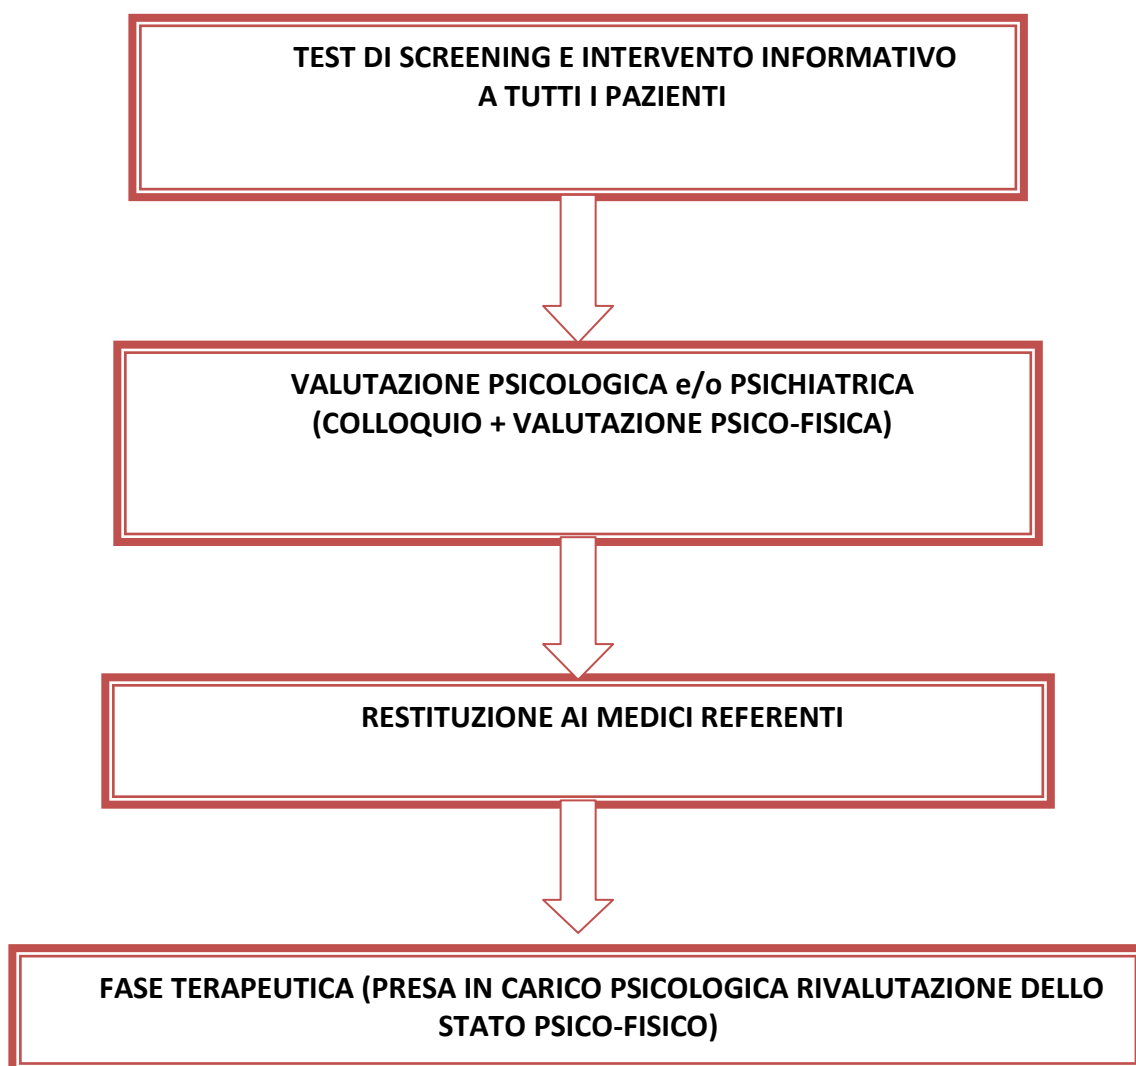 TEST DI SCREENING E INTERVENTO INFORMATIVO
A TUTTI I PAZIENTI
VALUTAZIONE PSICOLOGICA e/o PSICHIATRICA
(COLLOQUIO + VALUTAZIONE PSICO-FISICA)
RESTITUZIONE AI MEDICI REFERENTI
FASE TERAPEUTICA (PRESA IN CARICO PSICOLOGICA RIVALUTAZIONE DELLO
STATO PSICO-FISICO)